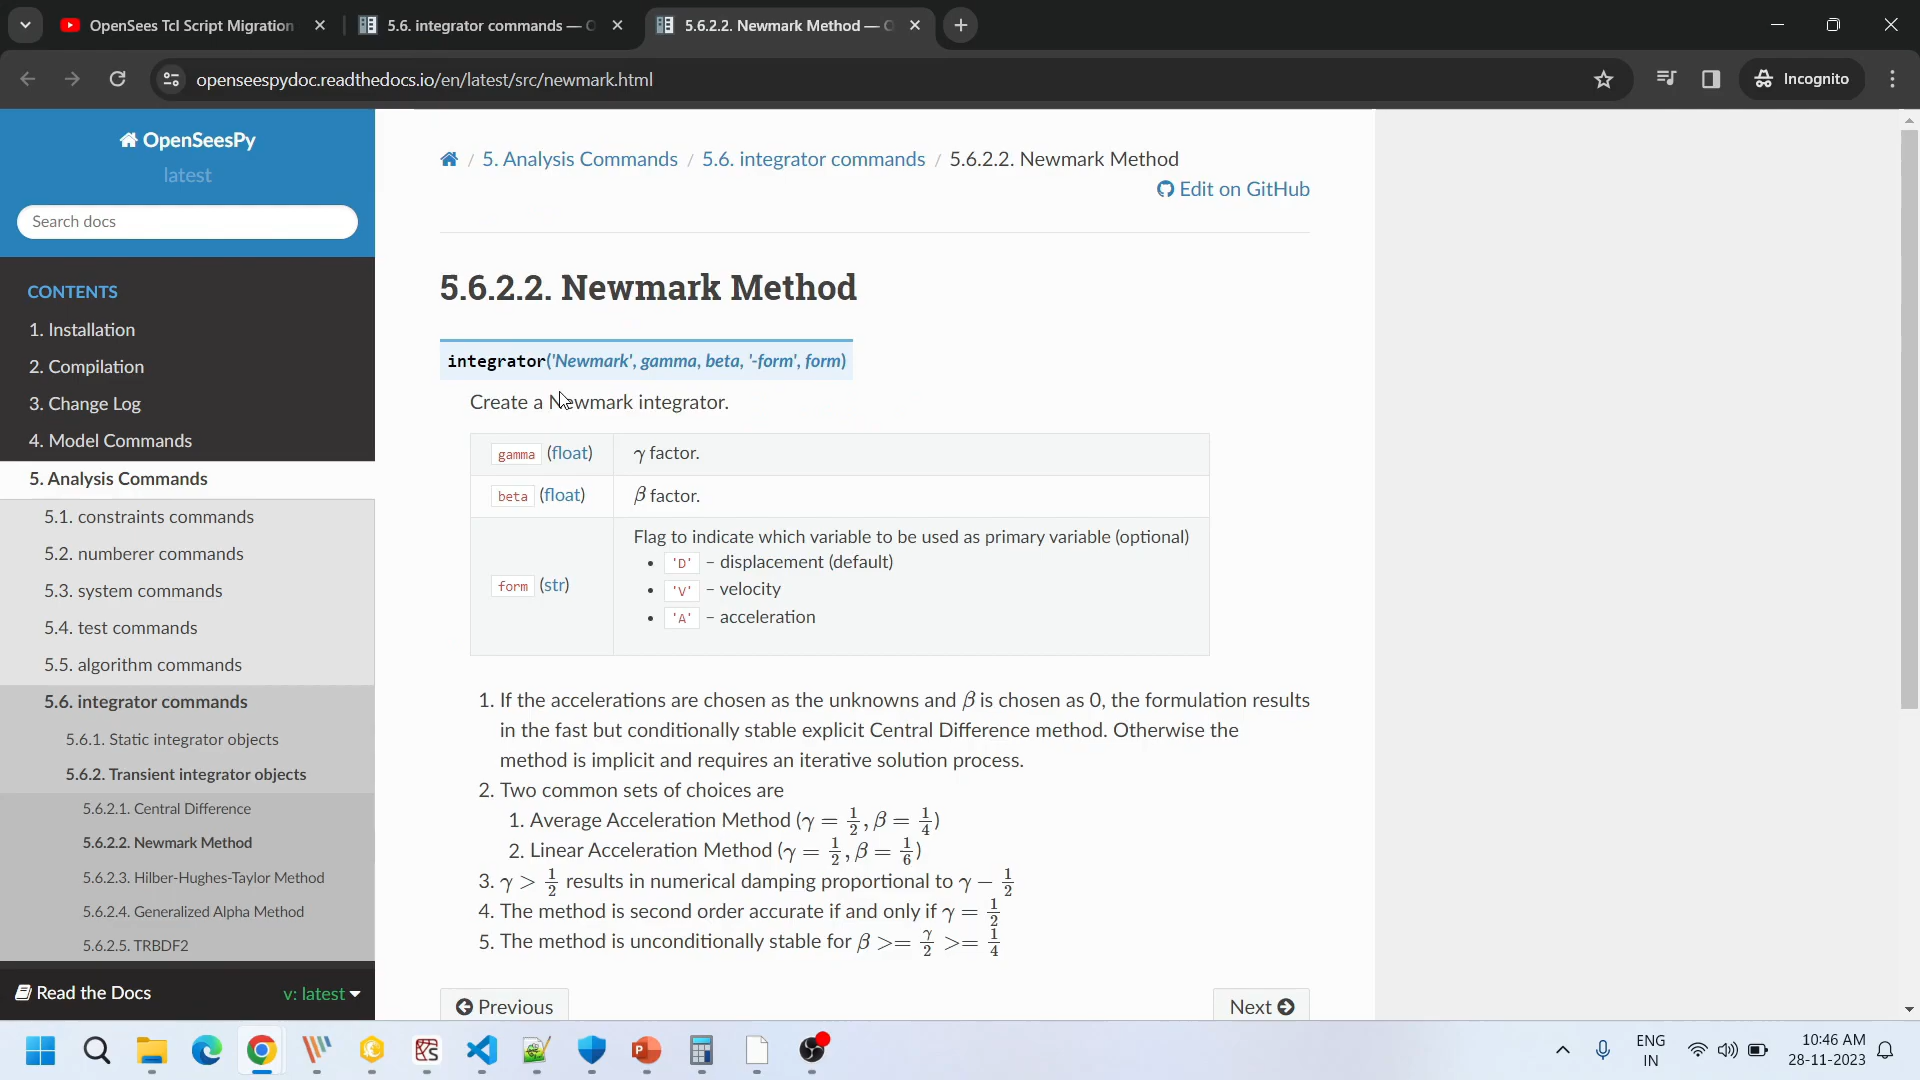 OpenSees Tcl Script Migration
5.6. integrator commands — O
5.6.2.2. Newmark Method — O
openseespydoc.readthedocs.io/en/latest/src/newmark.html
Incognito
OpenSeesPy
latest
Search docs
CONTENTS
1. Installation
2. Compilation
3. Change Log
4. Model Commands
5. Analysis Commands
5.1. constraints commands
5.2. numberer commands
5.3. system commands
5.4. test commands
5.5. algorithm commands
5.6. integrator commands
5.6.1. Static integrator objects
5.6.2. Transient integrator objects
5.6.2.1. Central Difference
5.6.2.2. Newmark Method
5.6.2.3. Hilber-Hughes-Taylor Method
5.6.2.4. Generalized Alpha Method
5.6.2.5. TRBDF2
Read the Docs v: latest
/ 5. Analysis Commands / 5.6. integrator commands / 5.6.2.2. Newmark Method
Edit on GitHub
5.6.2.2. Newmark Method
integrator('Newmark', gamma, beta, '-form', form)
Create a Newmark integrator.
gamma (float) γ factor.
beta (float) β factor.
form (str) Flag to indicate which variable to be used as primary variable (optional)
• 'D' – displacement (default)
• 'V' – velocity
• 'A' – acceleration
1. If the accelerations are chosen as the unknowns and β is chosen as 0, the formulation results
in the fast but conditionally stable explicit Central Difference method. Otherwise the
method is implicit and requires an iterative solution process.
2. Two common sets of choices are
1. Average Acceleration Method (γ = 1/2, β = 1/4)
2. Linear Acceleration Method (γ = 1/2, β = 1/6)
3. γ > 1/2 results in numerical damping proportional to γ − 1/2
4. The method is second order accurate if and only if γ = 1/2
5. The method is unconditionally stable for β >= γ/2 >= 1/4
Previous
Next
ENG
IN
10:46 AM
28-11-2023